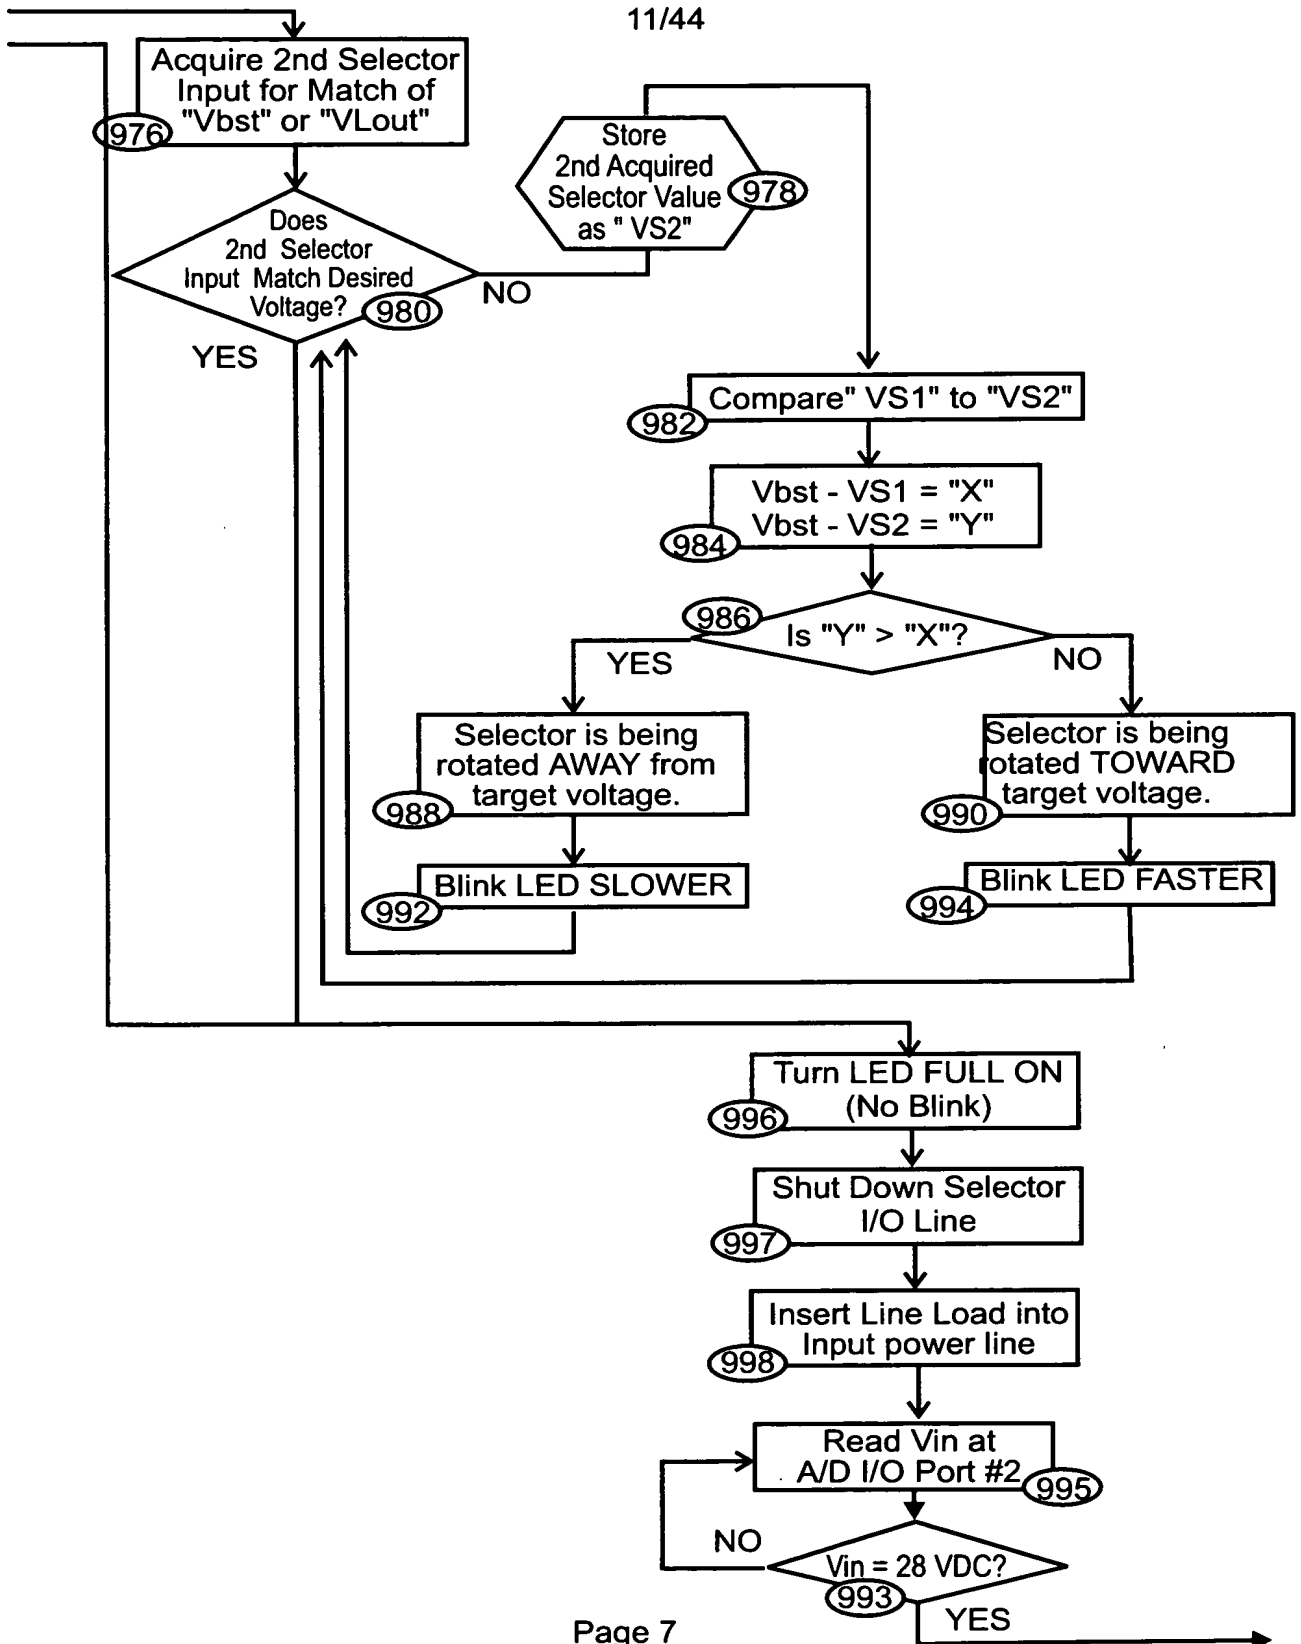 11/44
Acquire 2nd Selector
Input for Match of
"Vbst" or "VLout"
976
Store
2nd Acquired
Selector Value
as " VS2"
978
Does
2nd Selector
Input Match Desired
Voltage?
980
NO
YES
Compare" VS1" to "VS2"
982
Vbst - VS1 = "X"
Vbst - VS2 = "Y"
984
986
Is "Y" > "X"?
YES
NO
Selector is being
rotated AWAY from
target voltage.
988
Selector is being
rotated TOWARD
target voltage.
990
Blink LED SLOWER
992
Blink LED FASTER
994
Turn LED FULL ON
(No Blink)
996
Shut Down Selector
I/O Line
997
Insert Line Load into
Input power line
998
Read Vin at
A/D I/O Port #2
995
NO
Vin = 28 VDC?
993
YES
Page 7